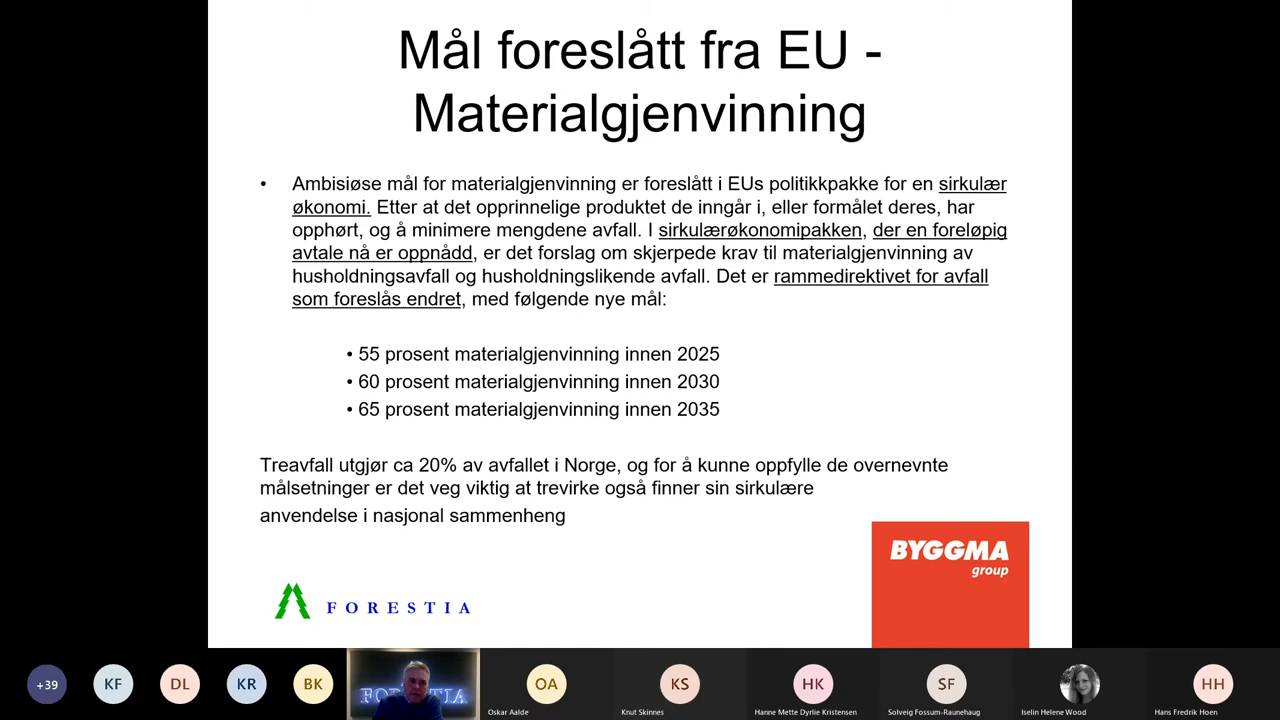 Mål foreslått fra EU -
Materialgjenvinning
• Ambisiøse mål for materialgjenvinning er foreslått i EUs politikkpakke for en sirkulær
økonomi. Etter at det opprinnelige produktet de inngår i, eller formålet deres, har
opphørt, og å minimere mengdene avfall. I sirkulærøkonomipakken, der en foreløpig
avtale nå er oppnådd, er det forslag om skjerpede krav til materialgjenvinning av
husholdningsavfall og husholdningslikende avfall. Det er rammedirektivet for avfall
som foreslås endret, med følgende nye mål:
• 55 prosent materialgjenvinning innen 2025
• 60 prosent materialgjenvinning innen 2030
• 65 prosent materialgjenvinning innen 2035
Treavfall utgjør ca 20% av avfallet i Norge, og for å kunne oppfylle de overnevnte
målsetninger er det veg viktig at trevirke også finner sin sirkulære
anvendelse i nasjonal sammenheng
BYGGMA
group
FORESTIA
+39
KF
DL
KR
BK
FORESTIA
OA
KS
HK
SF
HH
Oskar Aalde
Knut Skinnes
Hanne Mette Dyrlie Kristensen
Solveig Fossum-Raunehaug
Iselin Helene Wood
Hans Fredrik Hoen